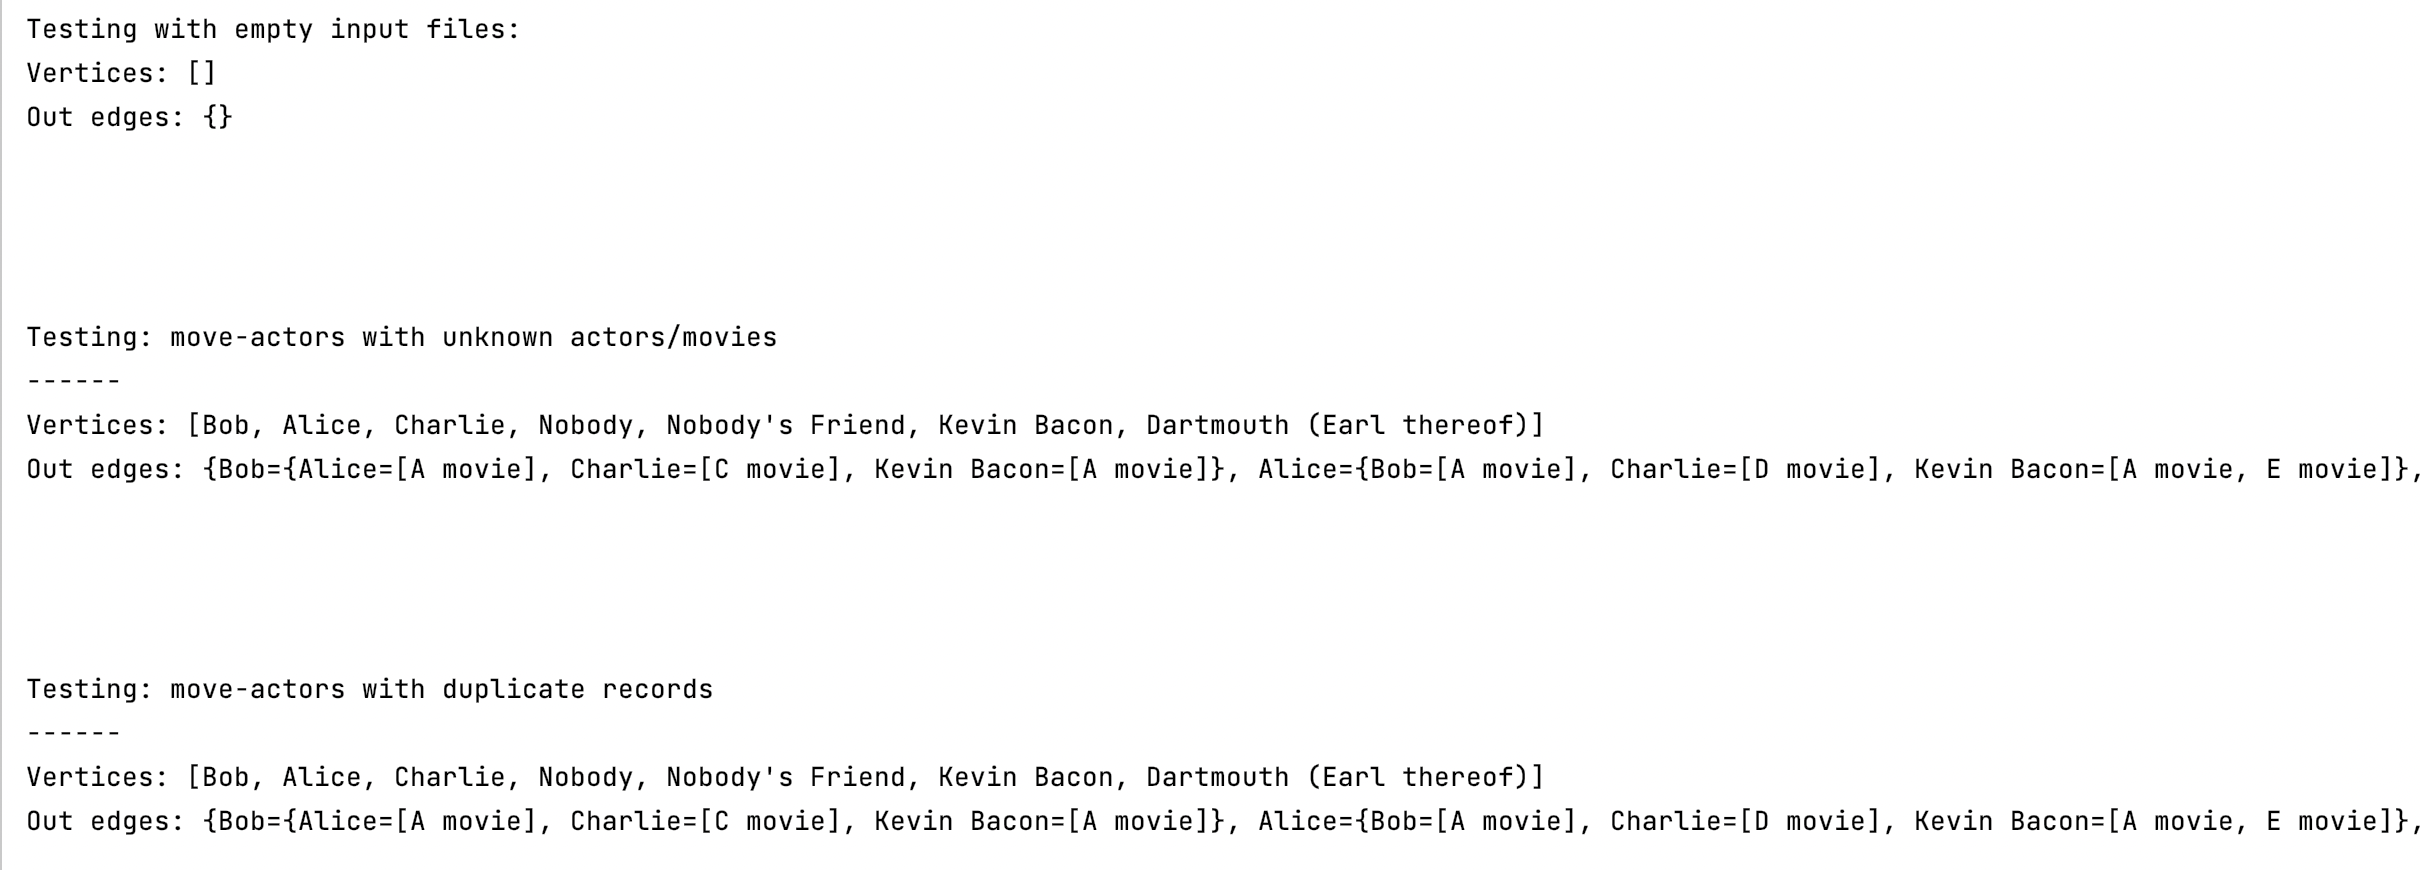 Testing with empty input files:
Vertices: []
Out edges: {}
Testing: move-actors with unknown actors/movies
------
Vertices: [Bob, Alice, Charlie, Nobody, Nobody's Friend, Kevin Bacon, Dartmouth (Earl thereof)]
Out edges: {Bob={Alice=[A movie], Charlie=[C movie], Kevin Bacon=[A movie]}, Alice={Bob=[A movie], Charlie=[D movie], Kevin Bacon=[A movie, E movie]},
Testing: move-actors with duplicate records
------
Vertices: [Bob, Alice, Charlie, Nobody, Nobody's Friend, Kevin Bacon, Dartmouth (Earl thereof)]
Out edges: {Bob={Alice=[A movie], Charlie=[C movie], Kevin Bacon=[A movie]}, Alice={Bob=[A movie], Charlie=[D movie], Kevin Bacon=[A movie, E movie]},